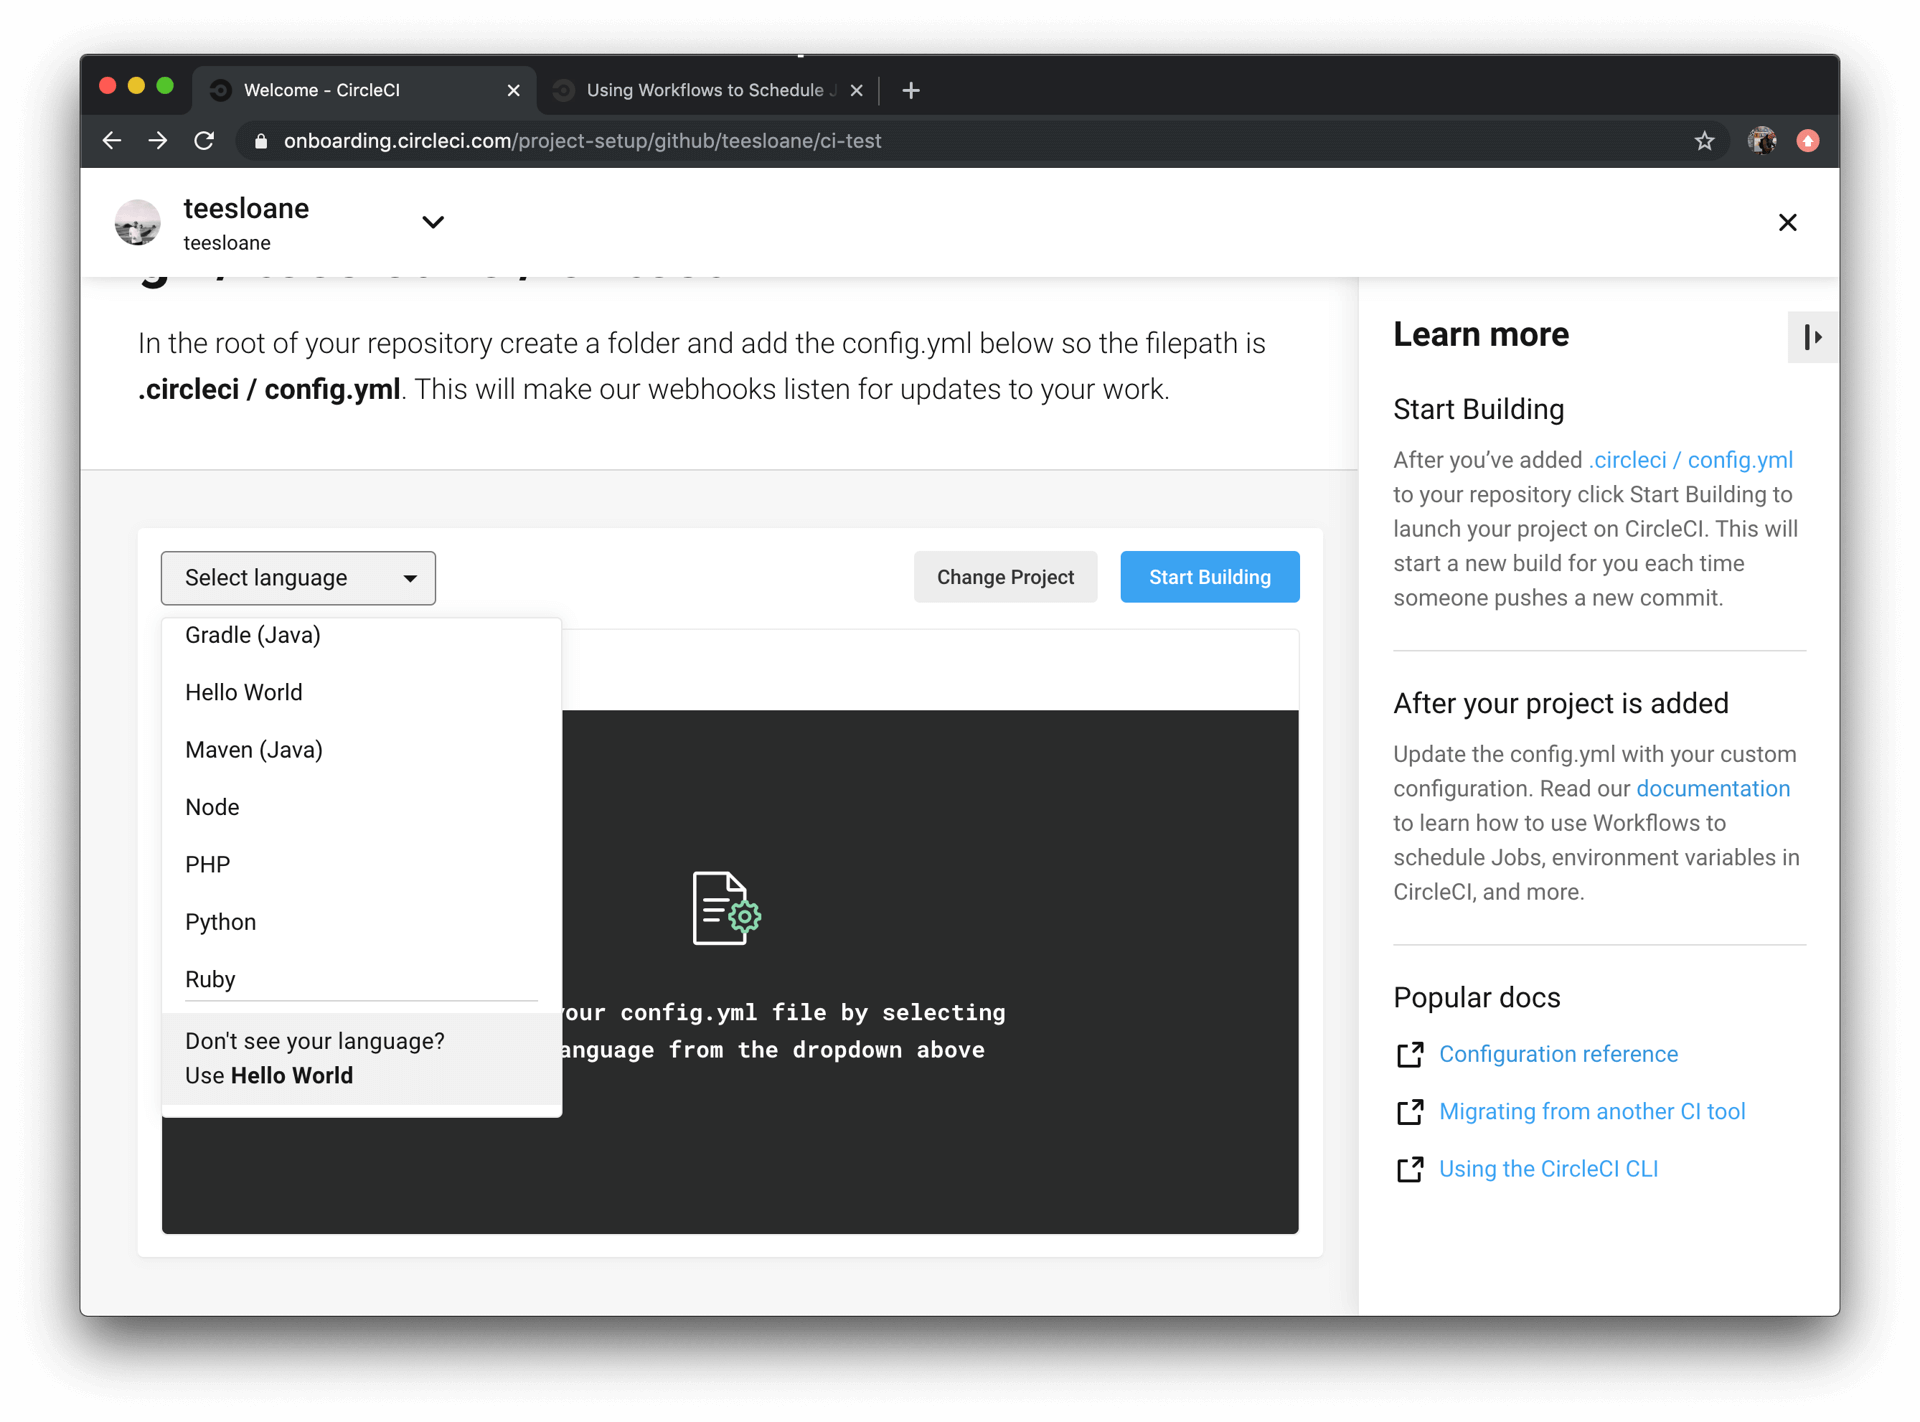 Welcome - CircleCI
Using Workflows to Schedule
onboarding.circleci.com/project-setup/github/teesloane/ci-test
teesloane
teesloane
In the root of your repository create a folder and add the config.yml below so the filepath is
.circleci / config.yml. This will make our webhooks listen for updates to your work.
Select language
Change Project
Start Building
Gradle (Java)
Hello World
Maven (Java)
Node
PHP
Python
Ruby
Don't see your language?
Use Hello World
config.yml file by selecting
from the dropdown above
Learn more
Start Building
After you’ve added .circleci / config.yml
to your repository click Start Building to
launch your project on CircleCI. This will
start a new build for you each time
someone pushes a new commit.
After your project is added
Update the config.yml with your custom
configuration. Read our documentation
to learn how to use Workflows to
schedule Jobs, environment variables in
CircleCI, and more.
Popular docs
Configuration reference
Migrating from another CI tool
Using the CircleCI CLI